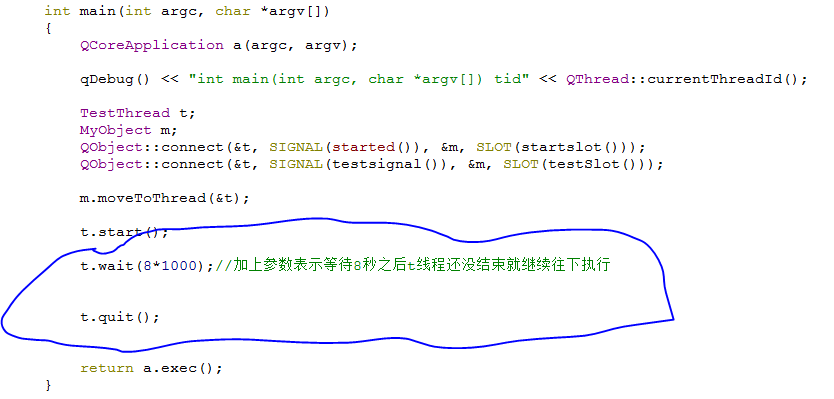 int main(int argc, char *argv[])
{
QCoreApplication a(argc, argv);
qDebug() << "int main(int argc, char *argv[]) tid" << QThread::currentThreadId();
TestThread t;
MyObject m;
QObject::connect(&t, SIGNAL(started()), &m, SLOT(startslot()));
QObject::connect(&t, SIGNAL(testsignal()), &m, SLOT(testSlot()));
m.moveToThread(&t);
t.start();
t.wait(8*1000);//加上参数表示等待8秒之后t线程还没结束就继续往下执行
t.quit();
return a.exec();
}